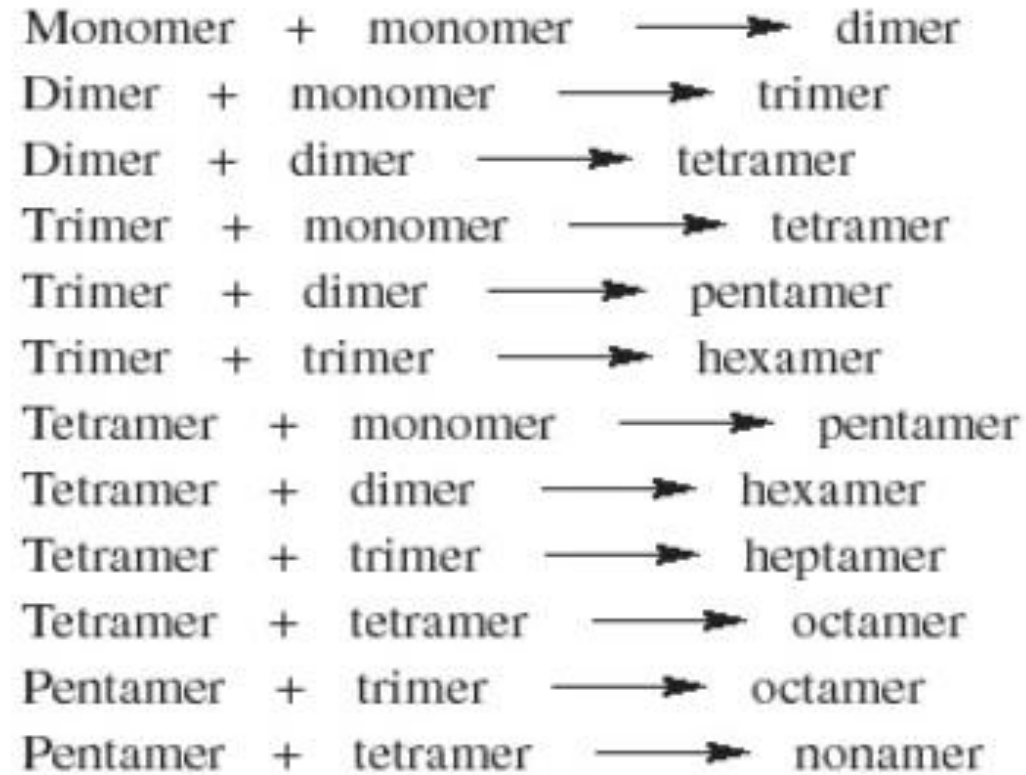 Monomer + monomer ⟶ dimer
Dimer + monomer ⟶ trimer
Dimer + dimer ⟶ tetramer
Trimer + monomer ⟶ tetramer
Trimer + dimer ⟶ pentamer
Trimer + trimer ⟶ hexamer
Tetramer + monomer ⟶ pentamer
Tetramer + dimer ⟶ hexamer
Tetramer + trimer ⟶ heptamer
Tetramer + tetramer ⟶ octamer
Pentamer + trimer ⟶ octamer
Pentamer + tetramer ⟶ nonamer